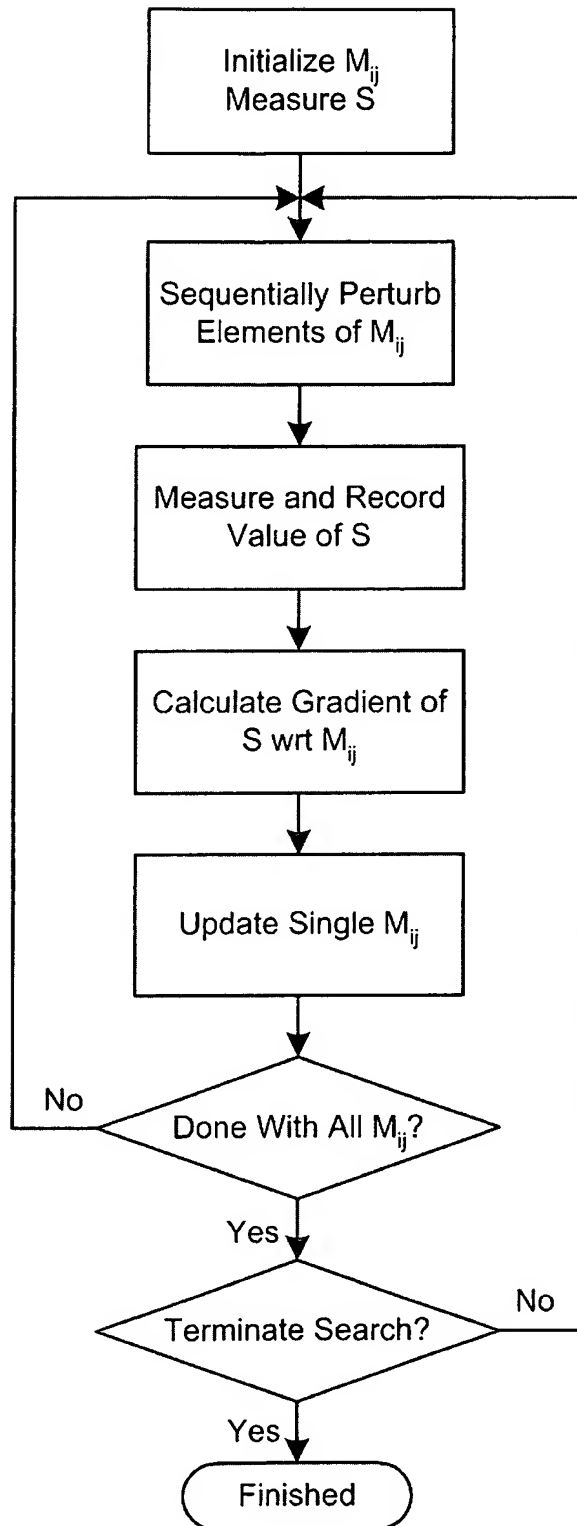 Initialize M_ij
Measure S
Sequentially Perturb
Elements of M_ij
Measure and Record
Value of S
Calculate Gradient of
S wrt M_ij
Update Single M_ij
No
Done With All M_ij?
Yes
No
Terminate Search?
Yes
Finished